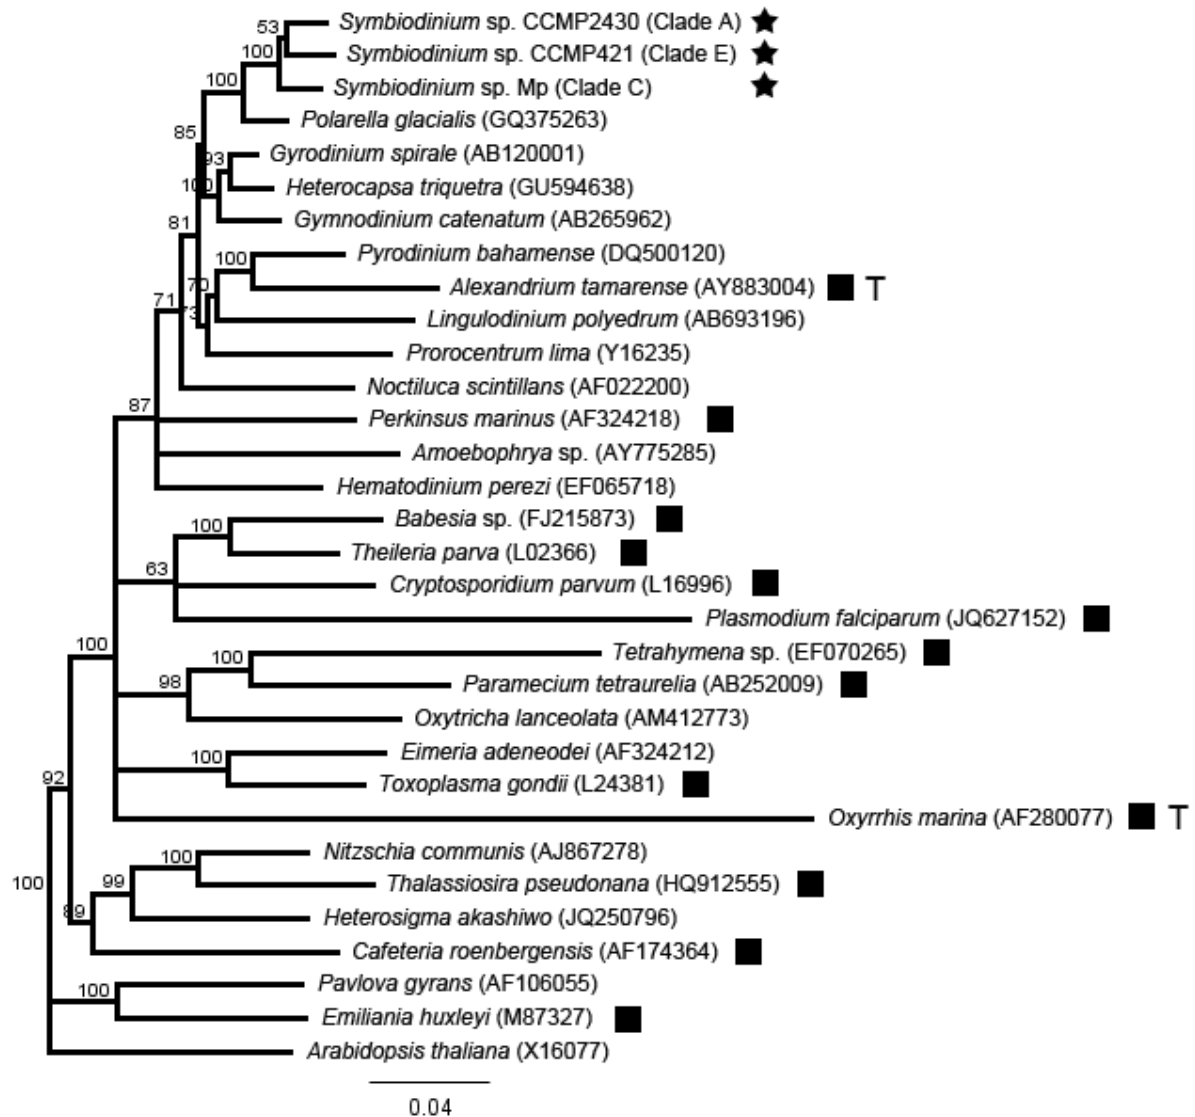 53
Symbiodinium sp. CCMP2430 (Clade A)
100
Symbiodinium sp. CCMP421 (Clade E)
100
Symbiodinium sp. Mp (Clade C)
Polarella glacialis (GQ375263)
85
93
Gyrodinium spirale (AB120001)
100
Heterocapsa triquetra (GU594638)
81
Gymnodinium catenatum (AB265962)
100
Pyrodinium bahamense (DQ500120)
70
Alexandrium tamarense (AY883004) T
71
73
Lingulodinium polyedrum (AB693196)
Prorocentrum lima (Y16235)
Noctiluca scintillans (AF022200)
87
Perkinsus marinus (AF324218)
Amoebophrya sp. (AY775285)
Hematodinium perezi (EF065718)
100
Babesia sp. (FJ215873)
Theileria parva (L02366)
63
Cryptosporidium parvum (L16996)
Plasmodium falciparum (JQ627152)
100
100
Tetrahymena sp. (EF070265)
98
Paramecium tetraurelia (AB252009)
Oxytricha lanceolata (AM412773)
100
Eimeria adeneodei (AF324212)
92
Toxoplasma gondii (L24381)
Oxyrrhis marina (AF280077) T
100
Nitzschia communis (AJ867278)
100
99
Thalassiosira pseudonana (HQ912555)
89
Heterosigma akashiwo (JQ250796)
Cafeteria roenbergensis (AF174364)
100
Pavlova gyrans (AF106055)
Emiliania huxleyi (M87327)
Arabidopsis thaliana (X16077)
0.04